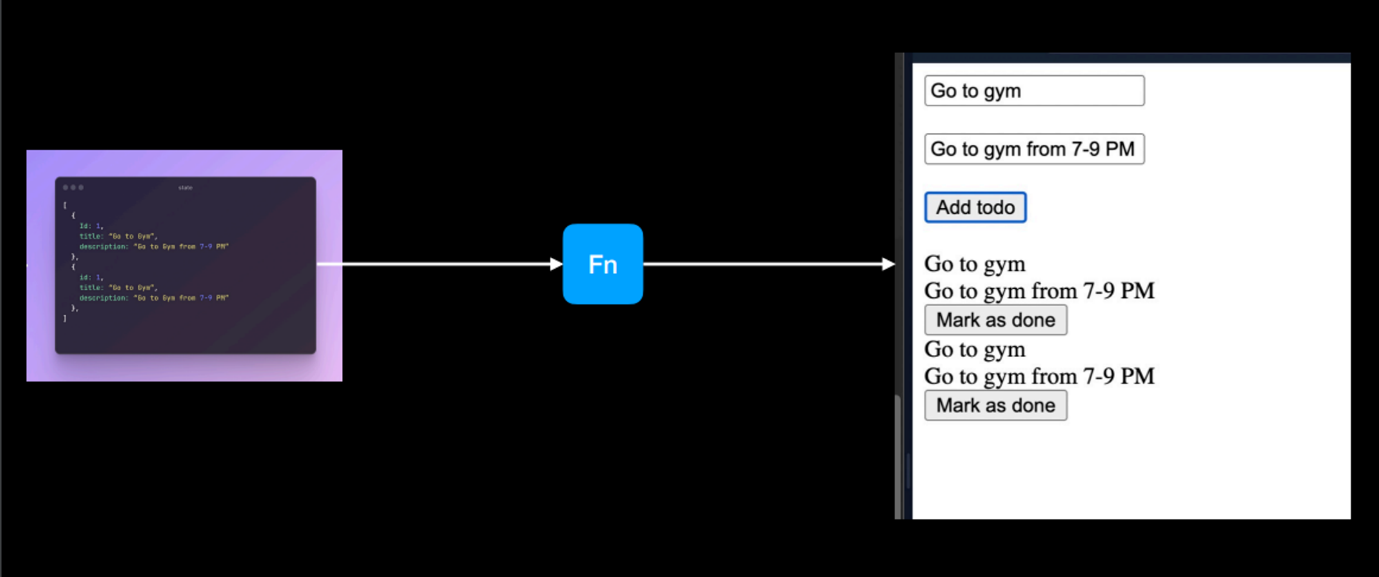 state
[
{
Id: 1,
title: "Go to Gym",
description: "Go to Gym from 7-9 PM"
},
{
id: 1,
title: "Go to Gym",
description: "Go to Gym from 7-9 PM"
},
]
Fn
Go to gym
Go to gym from 7-9 PM
Add todo
Go to gym
Go to gym from 7-9 PM
Mark as done
Go to gym
Go to gym from 7-9 PM
Mark as done